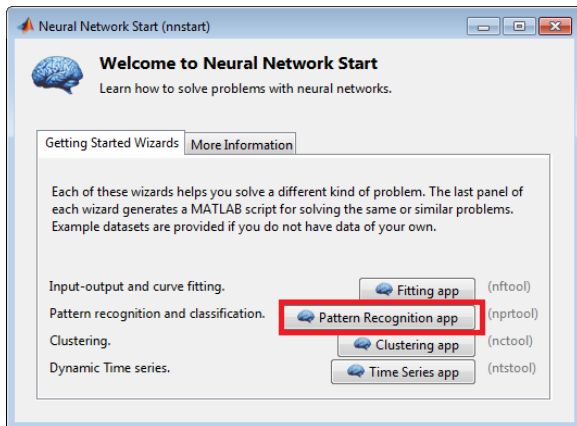 Neural Network Start (nnstart)
Welcome to Neural Network Start
Learn how to solve problems with neural networks.
Getting Started Wizards More Information
Each of these wizards helps you solve a different kind of problem. The last panel of
each wizard generates a MATLAB script for solving the same or similar problems.
Example datasets are provided if you do not have data of your own.
Input-output and curve fitting. Fitting app (nftool)
Pattern recognition and classification. Pattern Recognition app (nprtool)
Clustering. Clustering app (nctool)
Dynamic Time series. Time Series app (ntstool)